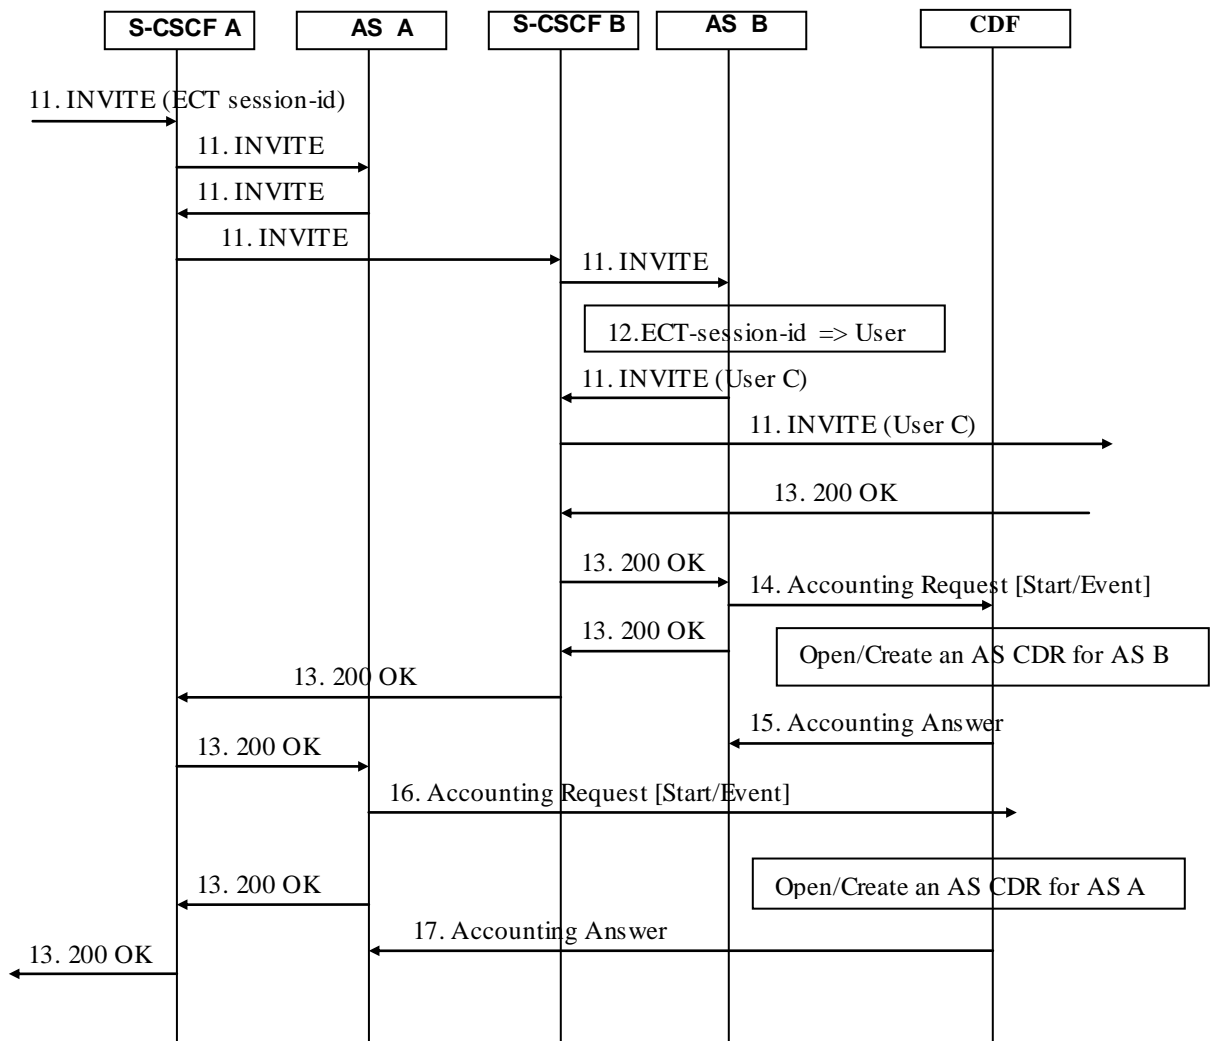 S-CSCF A
AS A
S-CSCF B
AS B
CDF
11. INVITE (ECT session-id)
11. INVITE
11. INVITE
11. INVITE
11. INVITE
12.ECT-session-id => User
11. INVITE (User C)
11. INVITE (User C)
13. 200 OK
13. 200 OK
14. Accounting Request [Start/Event]
13. 200 OK
Open/Create an AS CDR for AS B
13. 200 OK
15. Accounting Answer
13. 200 OK
16. Accounting Request [Start/Event]
13. 200 OK
Open/Create an AS CDR for AS A
17. Accounting Answer
13. 200 OK